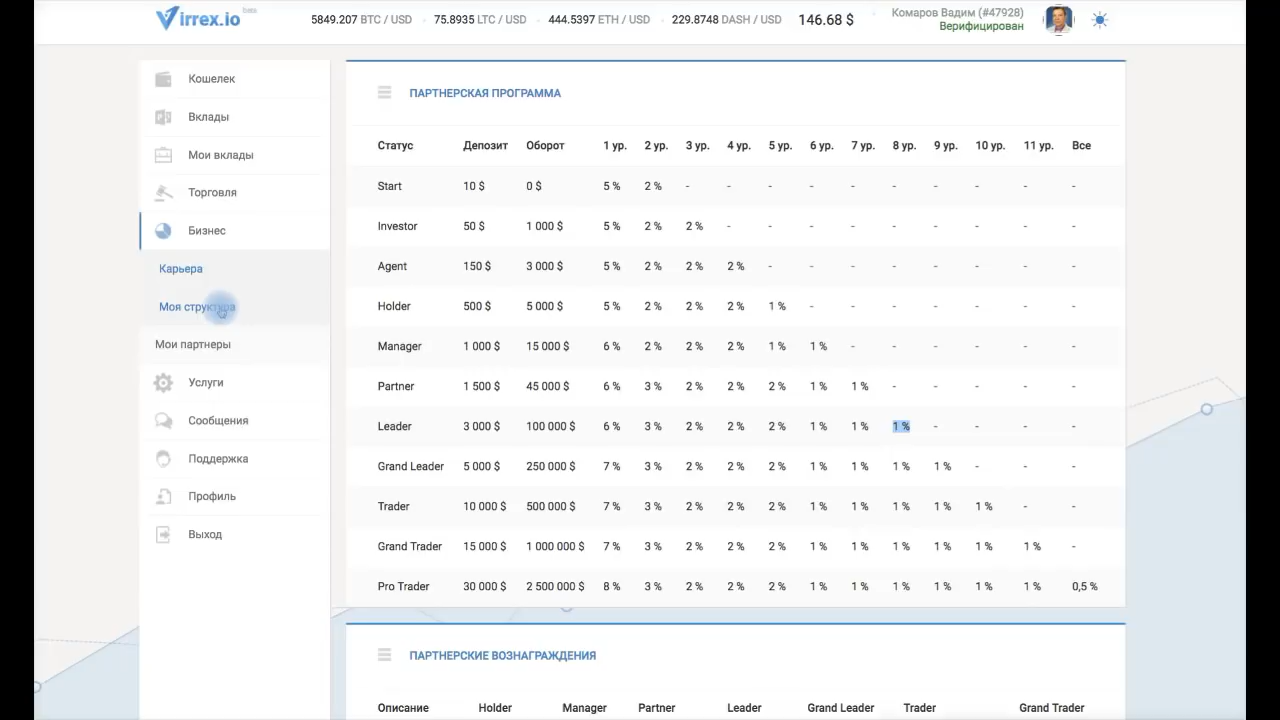 Virrex.io beta
5849.207 BTC / USD 75.8935 LTC / USD 444.5397 ETH / USD 229.8748 DASH / USD 146.68 $
Комаров Вадим (#47928)
Верифицирован
Кошелек
Вклады
Мои вклады
Торговля
Бизнес
Карьера
Моя структура
Мои партнеры
Услуги
Сообщения
Поддержка
Профиль
Выход
ПАРТНЕРСКАЯ ПРОГРАММА
Статус Депозит Оборот 1 ур. 2 ур. 3 ур. 4 ур. 5 ур. 6 ур. 7 ур. 8 ур. 9 ур. 10 ур. 11 ур. Все
Start 10 $ 0 $ 5 % 2 % - - - - - - - - - -
Investor 50 $ 1 000 $ 5 % 2 % 2 % - - - - - - - - -
Agent 150 $ 3 000 $ 5 % 2 % 2 % 2 % - - - - - - - -
Holder 500 $ 5 000 $ 5 % 2 % 2 % 2 % 1 % - - - - - - -
Manager 1 000 $ 15 000 $ 6 % 2 % 2 % 2 % 1 % 1 % - - - - - -
Partner 1 500 $ 45 000 $ 6 % 3 % 2 % 2 % 2 % 1 % 1 % - - - - -
Leader 3 000 $ 100 000 $ 6 % 3 % 2 % 2 % 2 % 1 % 1 % 1 % - - - -
Grand Leader 5 000 $ 250 000 $ 7 % 3 % 2 % 2 % 2 % 1 % 1 % 1 % 1 % - - -
Trader 10 000 $ 500 000 $ 7 % 3 % 2 % 2 % 2 % 1 % 1 % 1 % 1 % 1 % - -
Grand Trader 15 000 $ 1 000 000 $ 7 % 3 % 2 % 2 % 2 % 1 % 1 % 1 % 1 % 1 % 1 % -
Pro Trader 30 000 $ 2 500 000 $ 8 % 3 % 2 % 2 % 2 % 1 % 1 % 1 % 1 % 1 % 1 % 0,5 %
ПАРТНЕРСКИЕ ВОЗНАГРАЖДЕНИЯ
Описание Holder Manager Partner Leader Grand Leader Trader Grand Trader